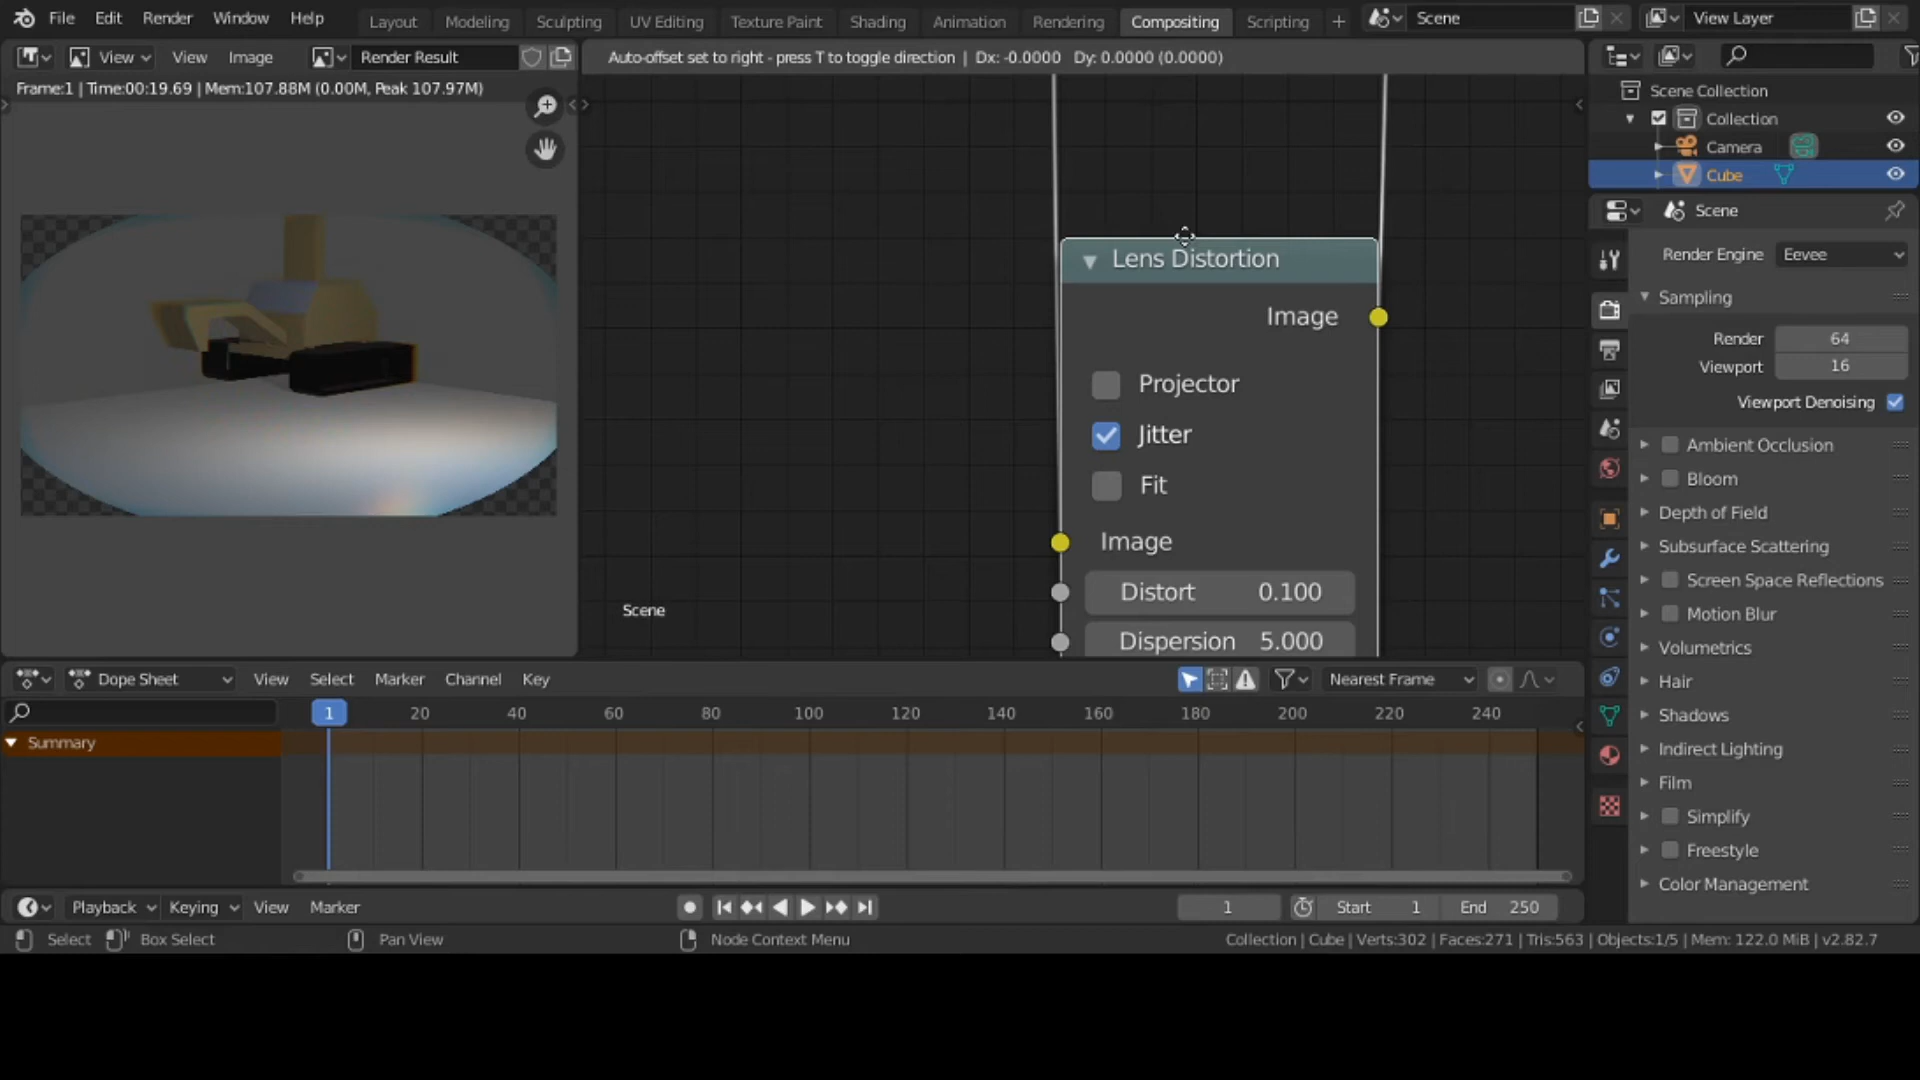 File Edit Render Window Help Layout Modeling Sculpting UV Editing Texture Paint Shading Animation Rendering Compositing Scripting + Scene View Layer
View View Image Render Result Auto-offset set to right - press T to toggle direction | Dx: -0.0000 Dy: 0.0000 (0.0000)
Frame:1 | Time:00:19.69 | Mem:107.88M (0.00M, Peak 107.97M)
Scene Collection
Collection
Camera
Cube
Scene
Render Engine Eevee
Sampling
Render 64
Viewport 16
Viewport Denoising
Ambient Occlusion
Bloom
Depth of Field
Subsurface Scattering
Screen Space Reflections
Motion Blur
Volumetrics
Hair
Shadows
Indirect Lighting
Film
Simplify
Freestyle
Color Management
Lens Distortion
Image
Projector
Jitter
Fit
Image
Distort 0.100
Dispersion 5.000
Scene
Dope Sheet View Select Marker Channel Key Nearest Frame
1 20 40 60 80 100 120 140 160 180 200 220 240
Summary
Playback Keying View Marker 1 Start 1 End 250
Select Box Select Pan View Node Context Menu Collection | Cube | Verts:302 | Faces:271 | Tris:563 | Objects:1/5 | Mem: 122.0 MiB | v2.82.7